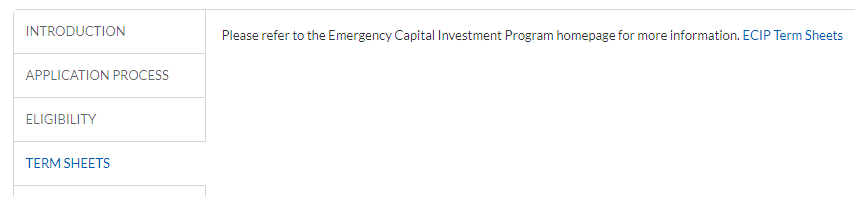 INTRODUCTION
Please refer to the Emergency Capital Investment Program homepage for more information. ECIP Term Sheets
APPLICATION PROCESS
ELIGIBILITY
TERM SHEETS